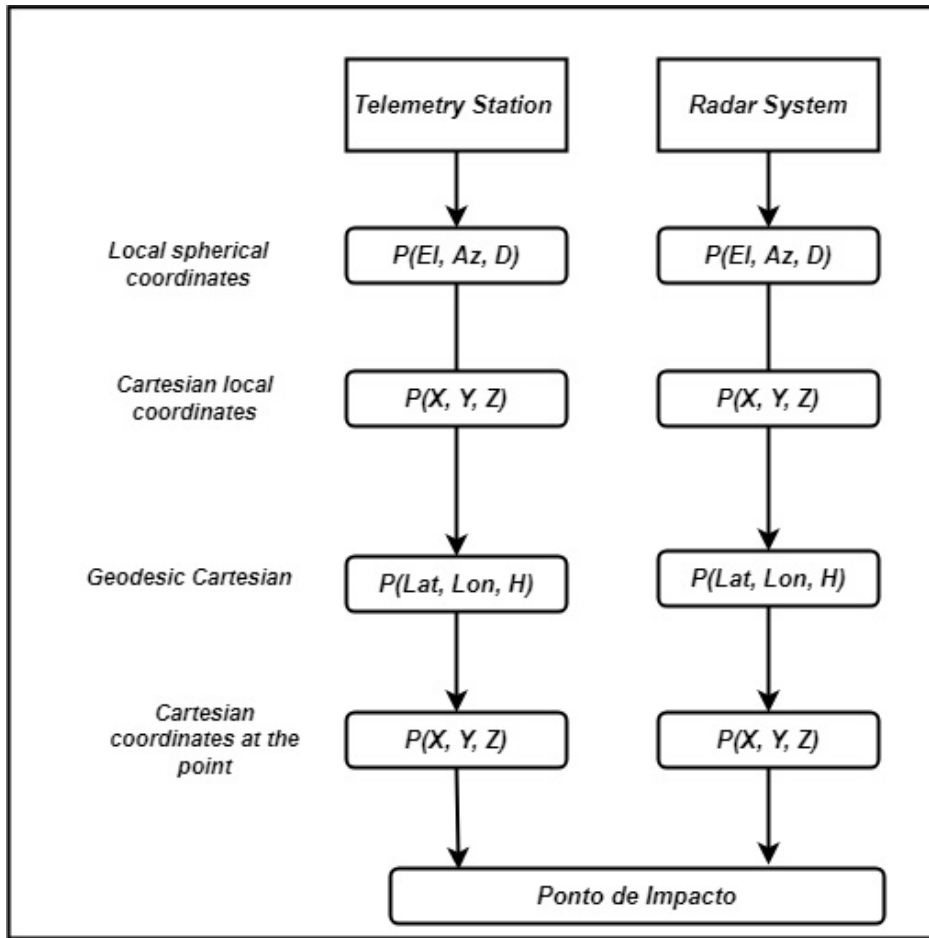 Telemetry Station
Radar System
Local spherical
coordinates
P(El, Az, D)
P(El, Az, D)
Cartesian local
coordinates
P(X, Y, Z)
P(X, Y, Z)
Geodesic Cartesian
P(Lat, Lon, H)
P(Lat, Lon, H)
Cartesian
coordinates at the
point
P(X, Y, Z)
P(X, Y, Z)
Ponto de Impacto